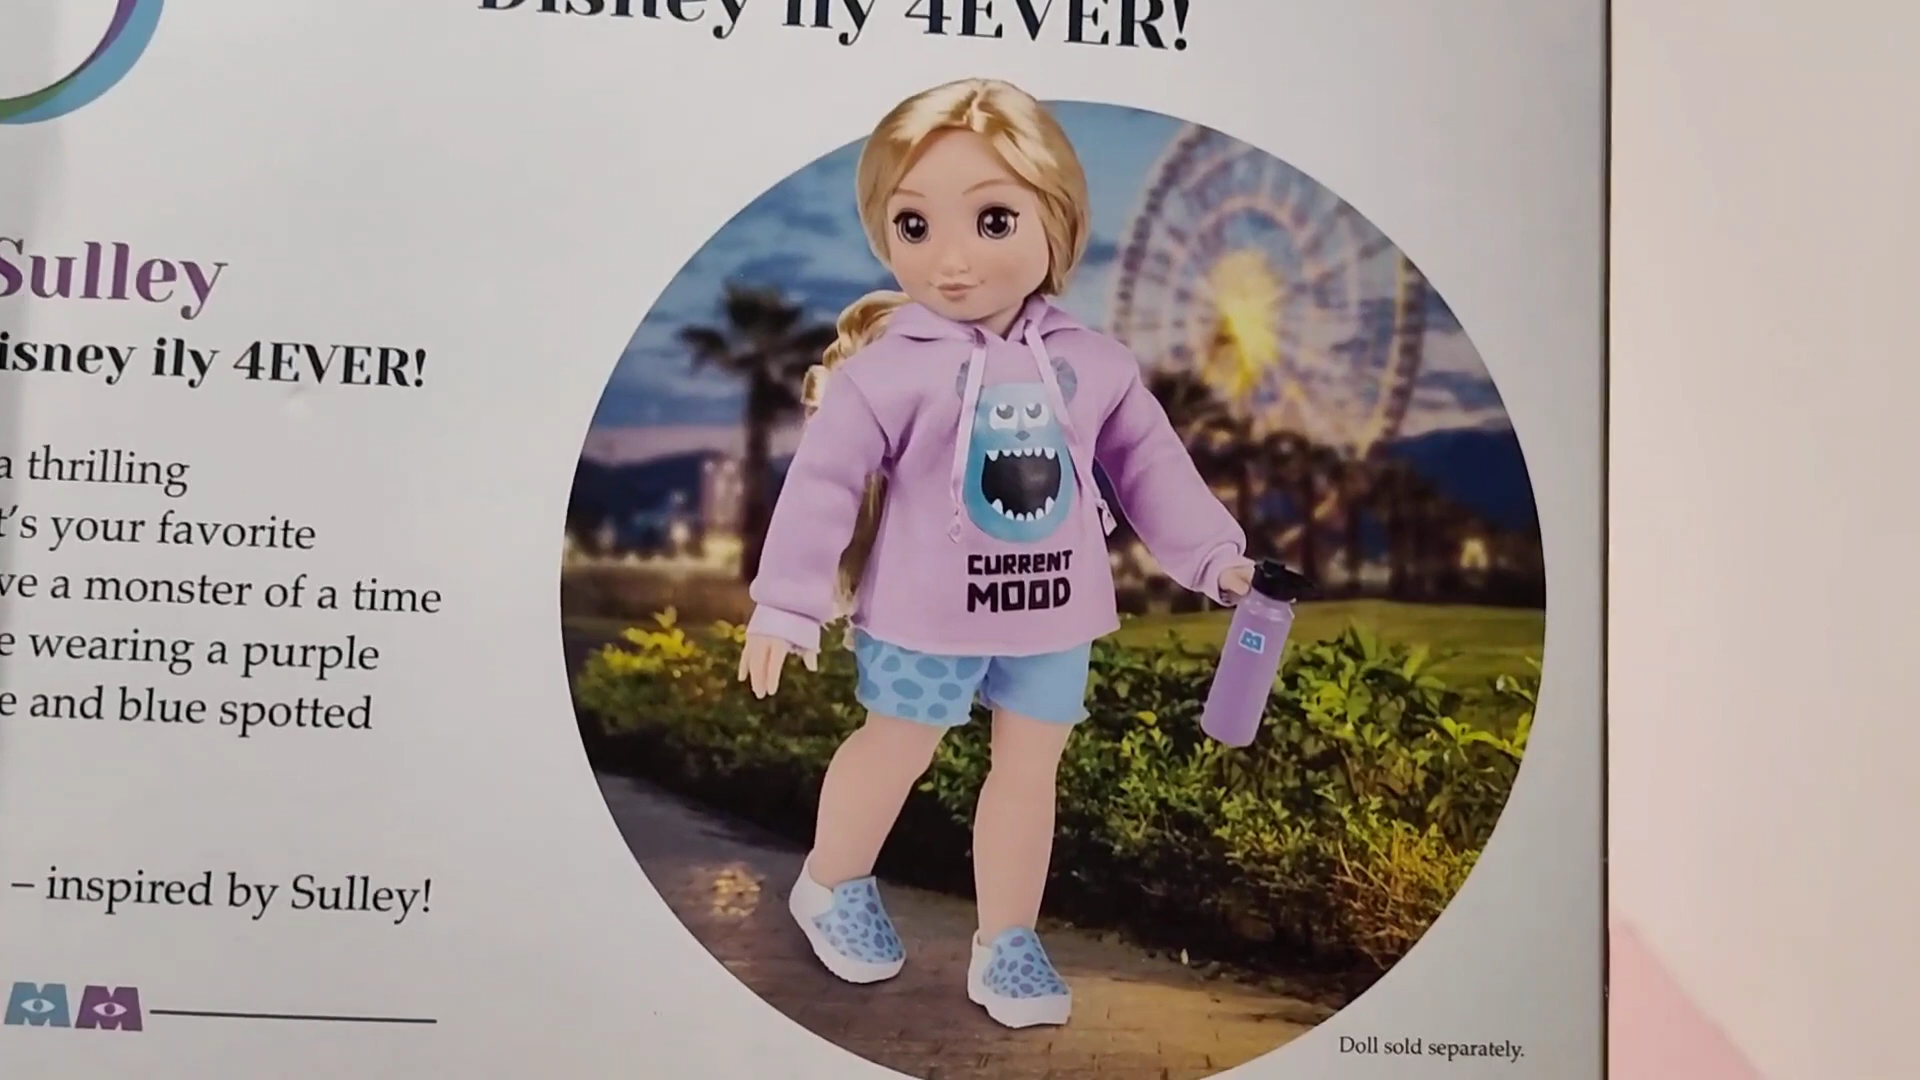 Disney ily 4EVER!
Sulley
isney ily 4EVER!
a thrilling
t's your favorite
ve a monster of a time
e wearing a purple
e and blue spotted
– inspired by Sulley!
CURRENT
MOOD
Doll sold separately.